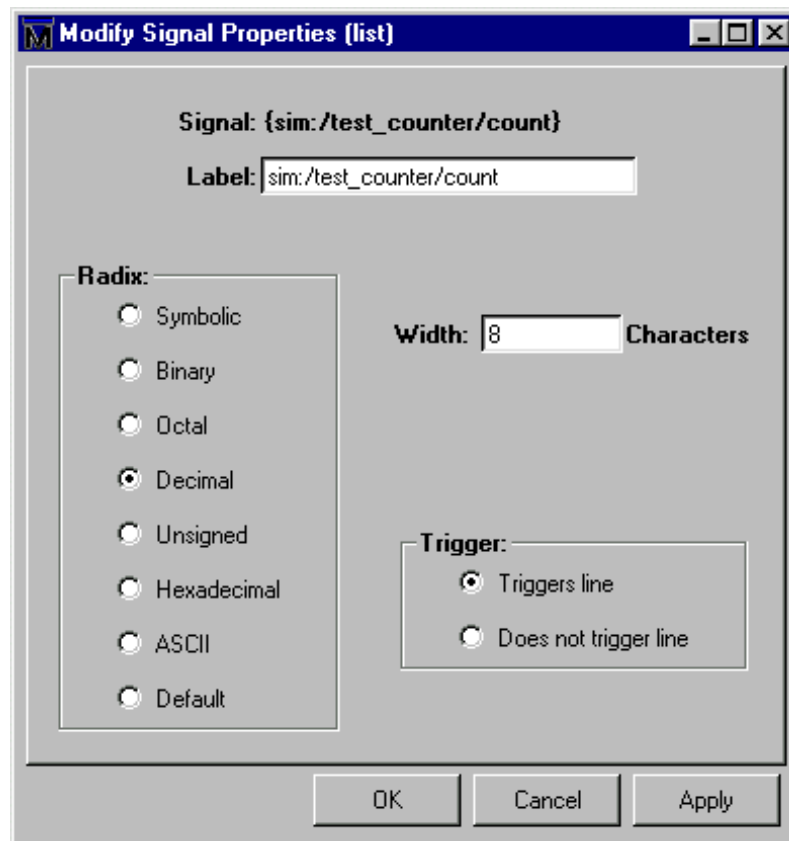 Modify Signal Properties (list)
Signal: {sim:/test_counter/count}
Label: sim:/test_counter/count
Radix:
Symbolic
Binary
Octal
Decimal
Unsigned
Hexadecimal
ASCII
Default
Width: 8 Characters
Trigger:
Triggers line
Does not trigger line
OK Cancel Apply